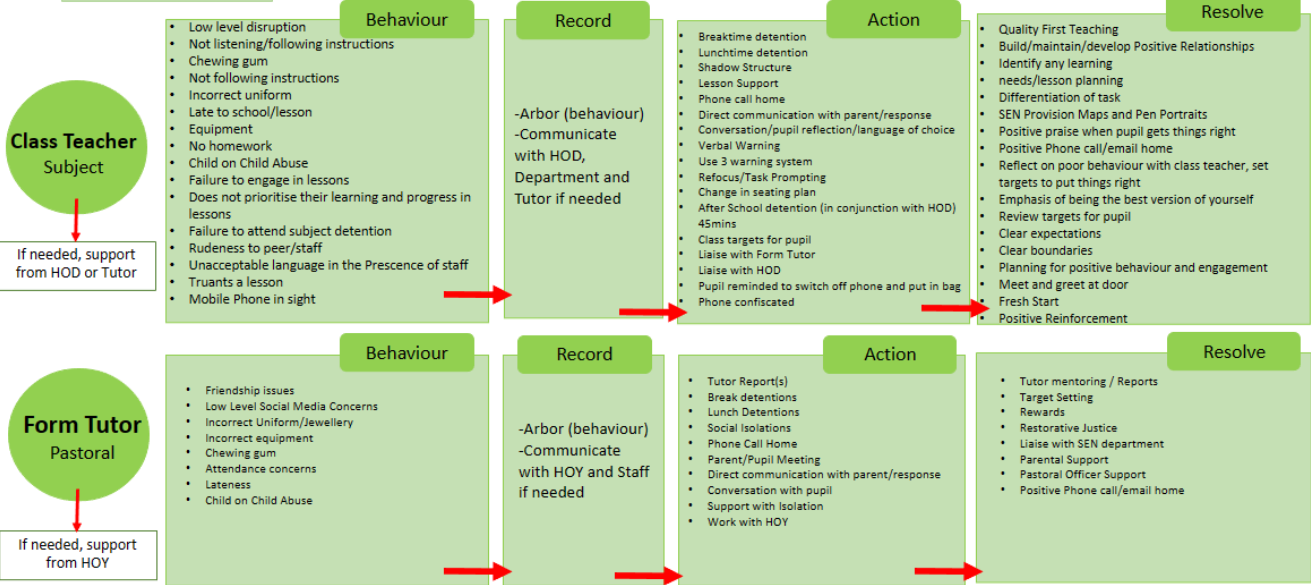 Behaviour
Record
Action
Resolve
Class Teacher
Subject
If needed, support
from HOD or Tutor
• Low level disruption
• Not listening/following instructions
• Chewing gum
• Not following instructions
• Incorrect uniform
• Late to school/lesson
• Equipment
• No homework
• Child on Child Abuse
• Failure to engage in lessons
• Does not prioritise their learning and progress in
lessons
• Failure to attend subject detention
• Rudeness to peer/staff
• Unacceptable language in the Prescence of staff
• Truants a lesson
• Mobile Phone in sight
-Arbor (behaviour)
-Communicate
with HOD,
Department and
Tutor if needed
• Breaktime detention
• Lunchtime detention
• Shadow Structure
• Lesson Support
• Phone call home
• Direct communication with parent/response
• Conversation/pupil reflection/language of choice
• Verbal Warning
• Use 3 warning system
• Refocus/Task Prompting
• Change in seating plan
• After School detention (in conjunction with HOD)
45mins
• Class targets for pupil
• Liaise with Form Tutor
• Liaise with HOD
• Pupil reminded to switch off phone and put in bag
• Phone confiscated
• Quality First Teaching
• Build/maintain/develop Positive Relationships
• Identify any learning
• needs/lesson planning
• Differentiation of task
• SEN Provision Maps and Pen Portraits
• Positive praise when pupil gets things right
• Positive Phone call/email home
• Reflect on poor behaviour with class teacher, set
targets to put things right
• Emphasis of being the best version of yourself
• Review targets for pupil
• Clear expectations
• Clear boundaries
• Planning for positive behaviour and engagement
• Meet and greet at door
• Fresh Start
• Positive Reinforcement
Behaviour
Record
Action
Resolve
Form Tutor
Pastoral
If needed, support
from HOY
• Friendship issues
• Low Level Social Media Concerns
• Incorrect Uniform/Jewellery
• Incorrect equipment
• Chewing gum
• Attendance concerns
• Lateness
• Child on Child Abuse
-Arbor (behaviour)
-Communicate
with HOY and Staff
if needed
• Tutor Report(s)
• Break detentions
• Lunch Detentions
• Social Isolations
• Phone Call Home
• Parent/Pupil Meeting
• Direct communication with parent/response
• Conversation with pupil
• Support with Isolation
• Work with HOY
• Tutor mentoring / Reports
• Target Setting
• Rewards
• Restorative Justice
• Liaise with SEN department
• Parental Support
• Pastoral Officer Support
• Positive Phone call/email home